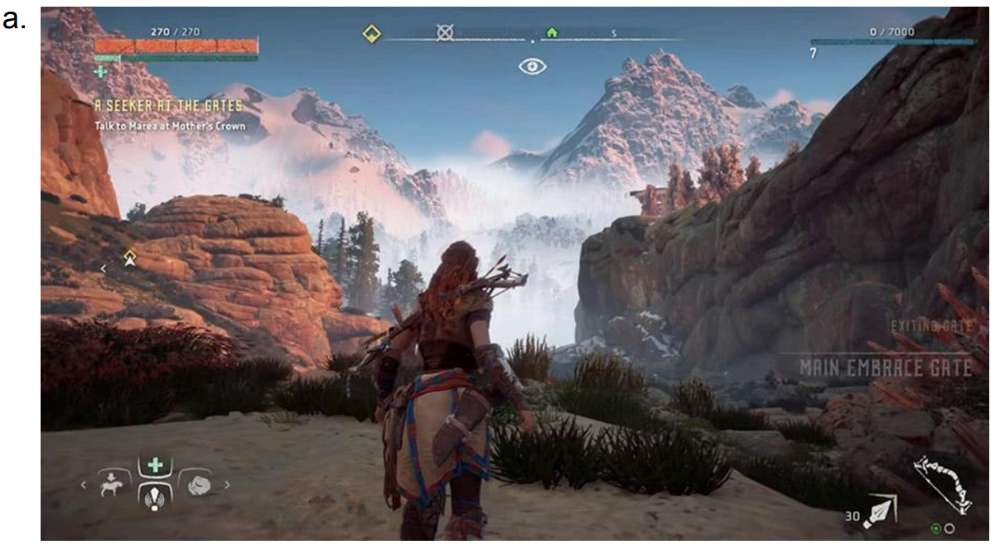 a.
270 / 270
S
0 / 7000
7
A SEEKER AT THE GATES
Talk to Marea at Mother's Crown
EXITING GATE
MAIN EMBRACE GATE
30